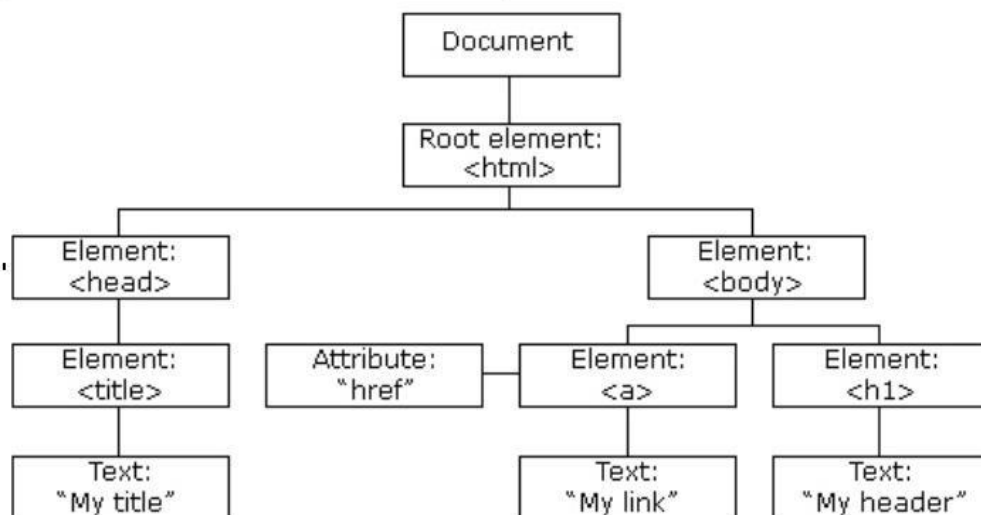 Document
Root element:
<html>
Element:
<head>
Element:
<body>
Element:
<title>
Attribute:
“href”
Element:
<a>
Element:
<h1>
Text:
“My title”
Text:
“My link”
Text:
“My header”